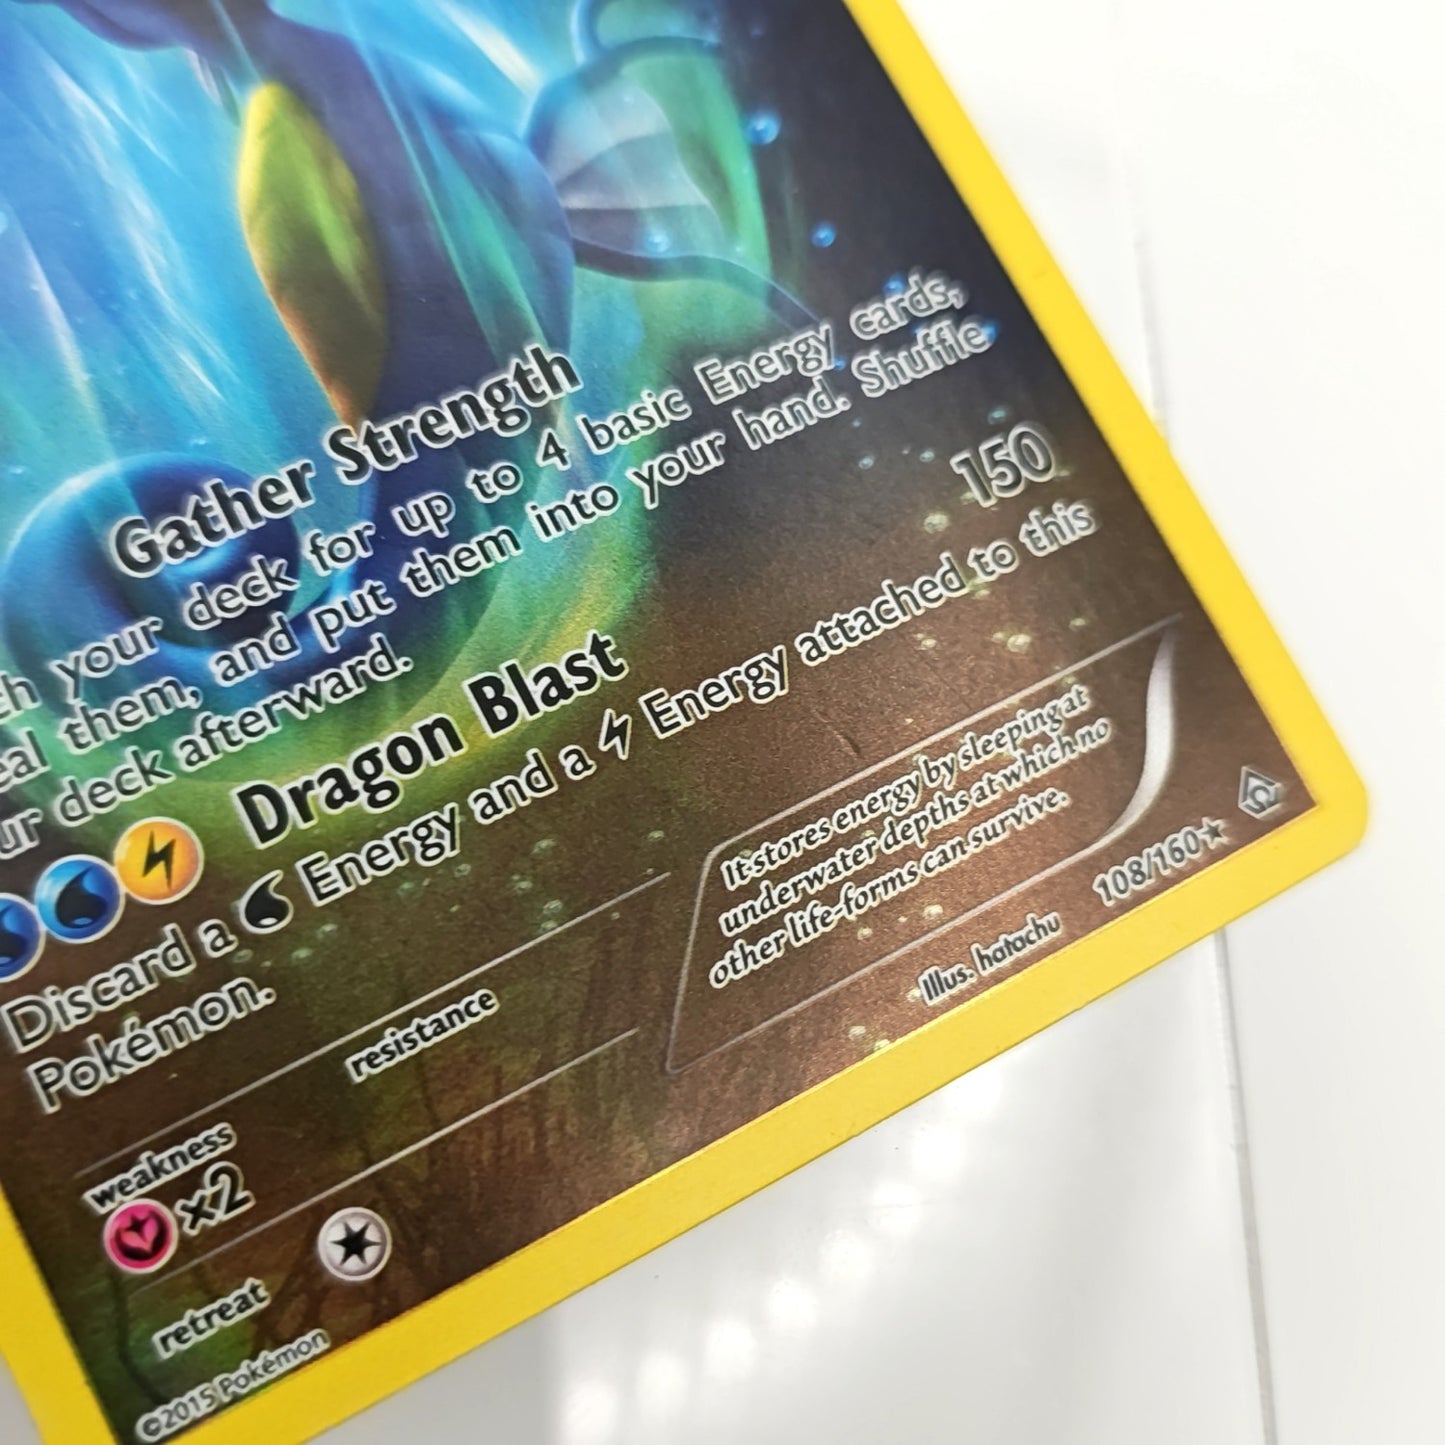 Gather Strength
your deck for up to 4 basic Energy cards,
them, and put them into your hand. Shuffle
deck afterward.
Dragon Blast 150
Discard a Energy and a Energy attached to this
Pokémon.
It stores energy by sleeping at
underwater depths at which no
other life-forms can survive.
weakness resistance
×2
retreat
Illus. hatachu 108/160★
©2015 Pokémon